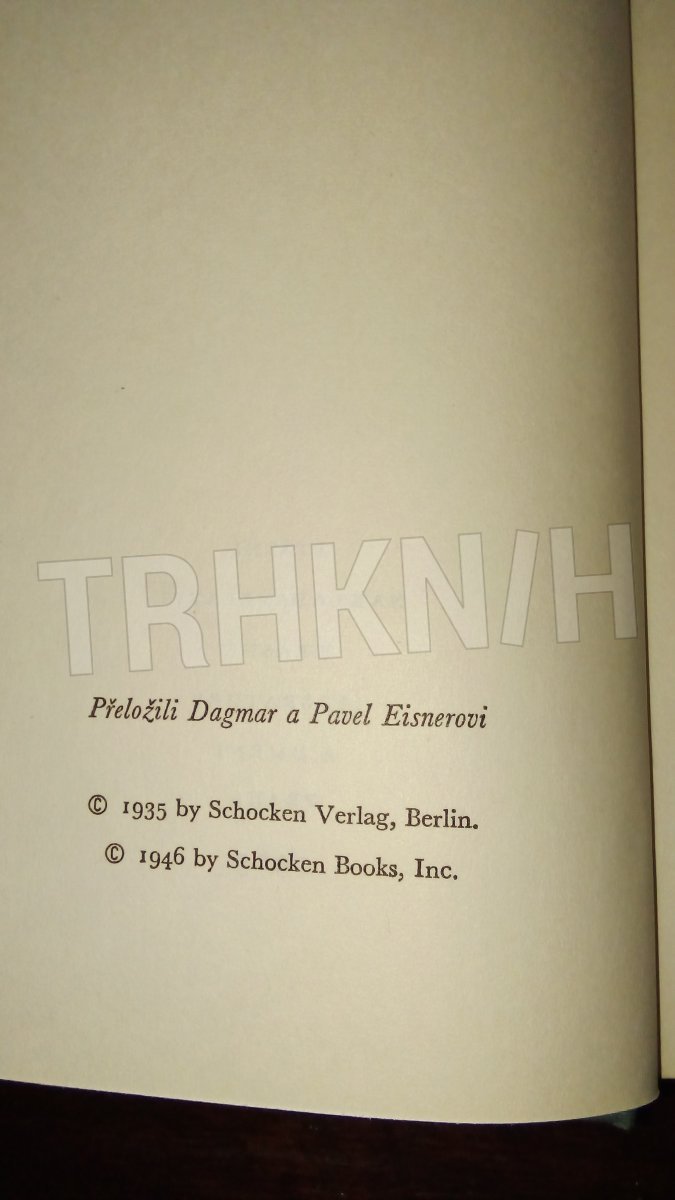 TRHKN/H
Přeložili Dagmar a Pavel Eisnerovi
© 1935 by Schocken Verlag, Berlin.
© 1946 by Schocken Books, Inc.